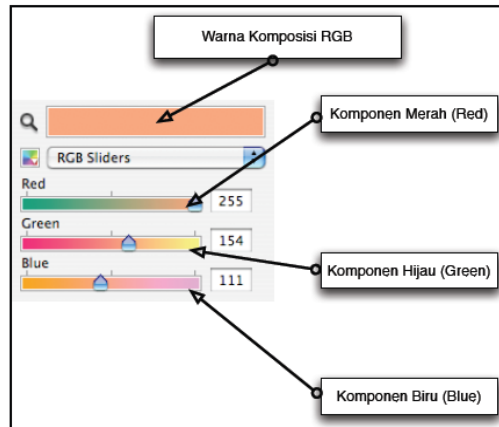 Warna Komposisi RGB
Komponen Merah (Red)
RGB Sliders
Red
255
Green
154
Komponen Hijau (Green)
Blue
111
Komponen Biru (Blue)